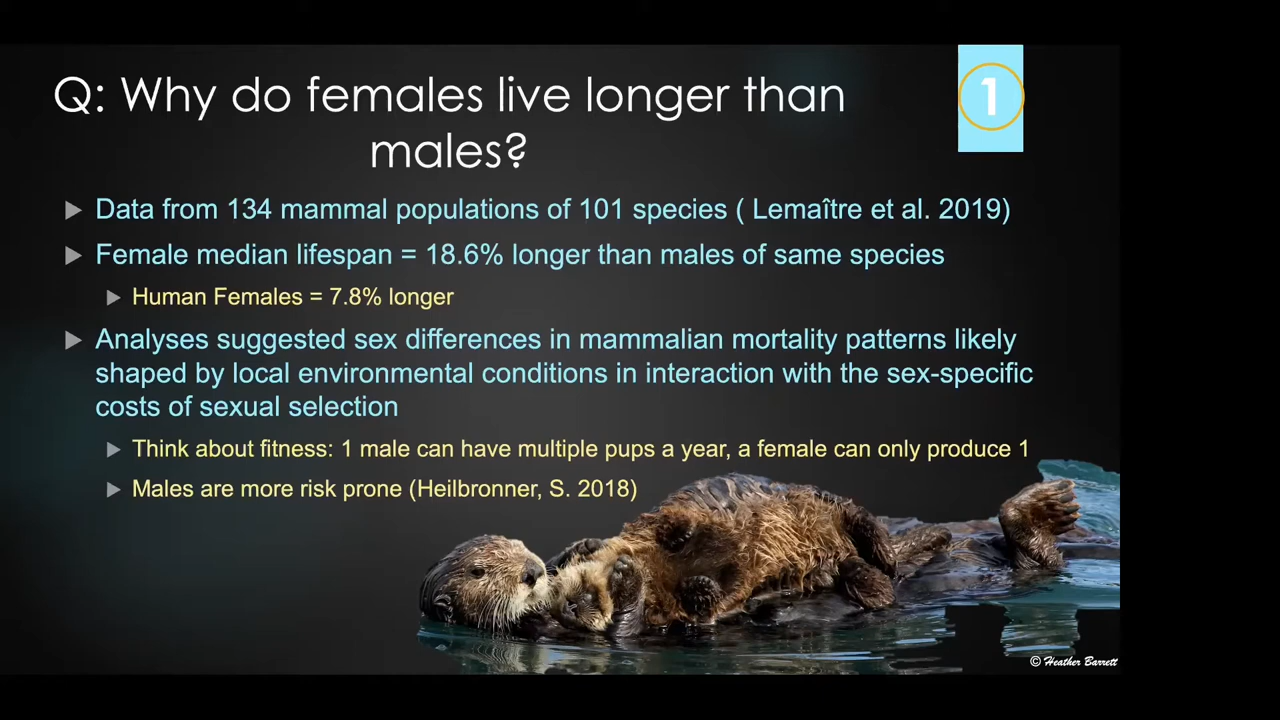 Q: Why do females live longer than
males?
1
Data from 134 mammal populations of 101 species ( Lemaître et al. 2019)
Female median lifespan = 18.6% longer than males of same species
Human Females = 7.8% longer
Analyses suggested sex differences in mammalian mortality patterns likely
shaped by local environmental conditions in interaction with the sex-specific
costs of sexual selection
Think about fitness: 1 male can have multiple pups a year, a female can only produce 1
Males are more risk prone (Heilbronner, S. 2018)
© Heather Barrett